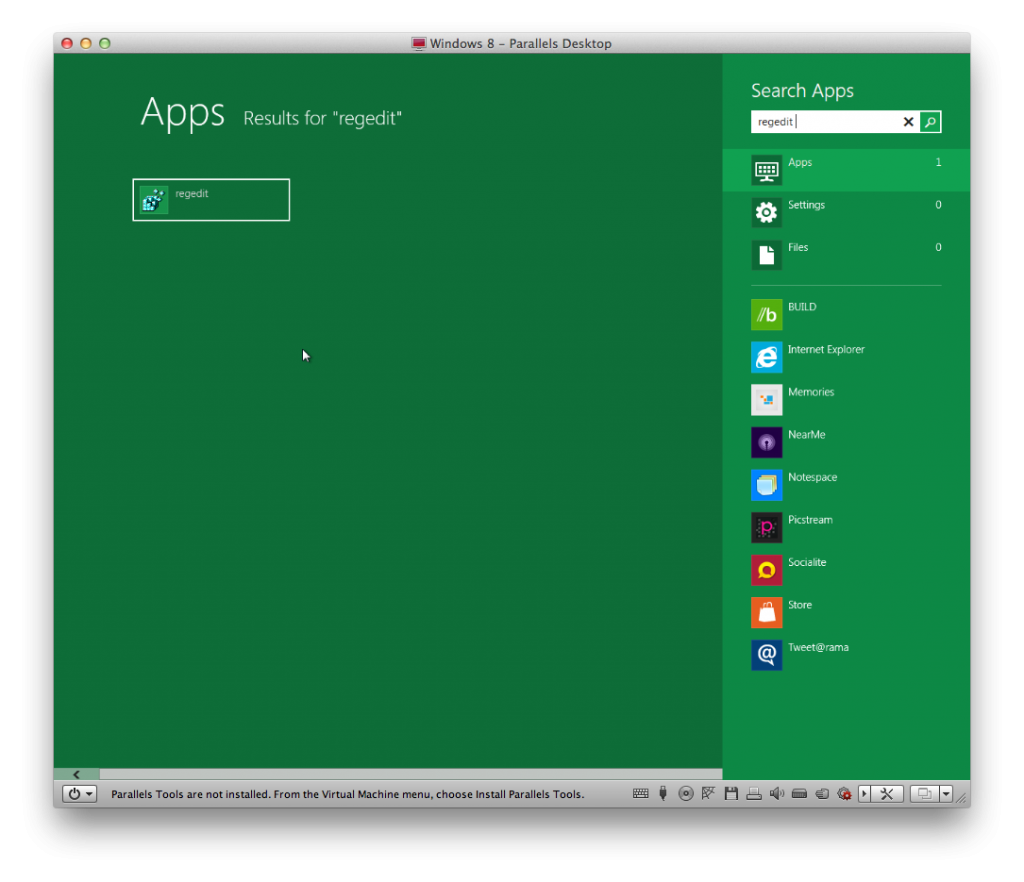 Windows 8 – Parallels Desktop
Apps Results for "regedit"
regedit
Search Apps
regedit
Apps 1
Settings 0
Files 0
//b BUILD
Internet Explorer
Memories
NearMe
Notespace
Picstream
Socialite
Store
Tweet@rama
Parallels Tools are not installed. From the Virtual Machine menu, choose Install Parallels Tools.